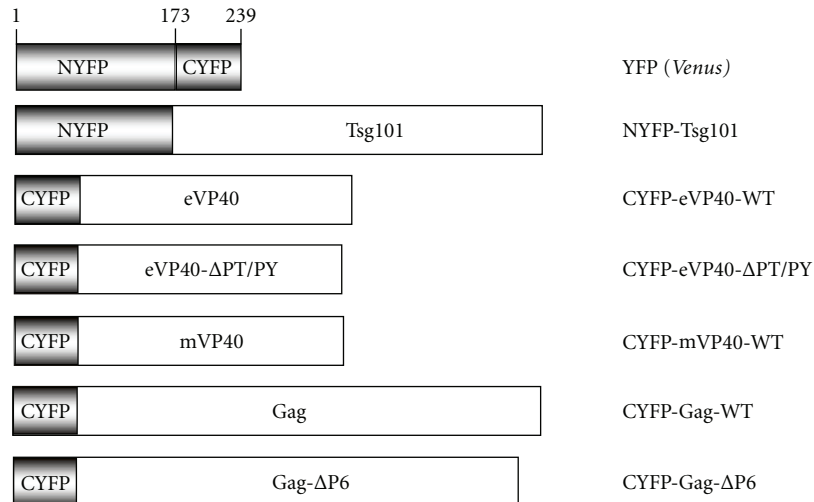 1 173 239
NYFP CYFP YFP (Venus)
NYFP Tsg101 NYFP-Tsg101
CYFP eVP40 CYFP-eVP40-WT
CYFP eVP40-ΔPT/PY CYFP-eVP40-ΔPT/PY
CYFP mVP40 CYFP-mVP40-WT
CYFP Gag CYFP-Gag-WT
CYFP Gag-ΔP6 CYFP-Gag-ΔP6